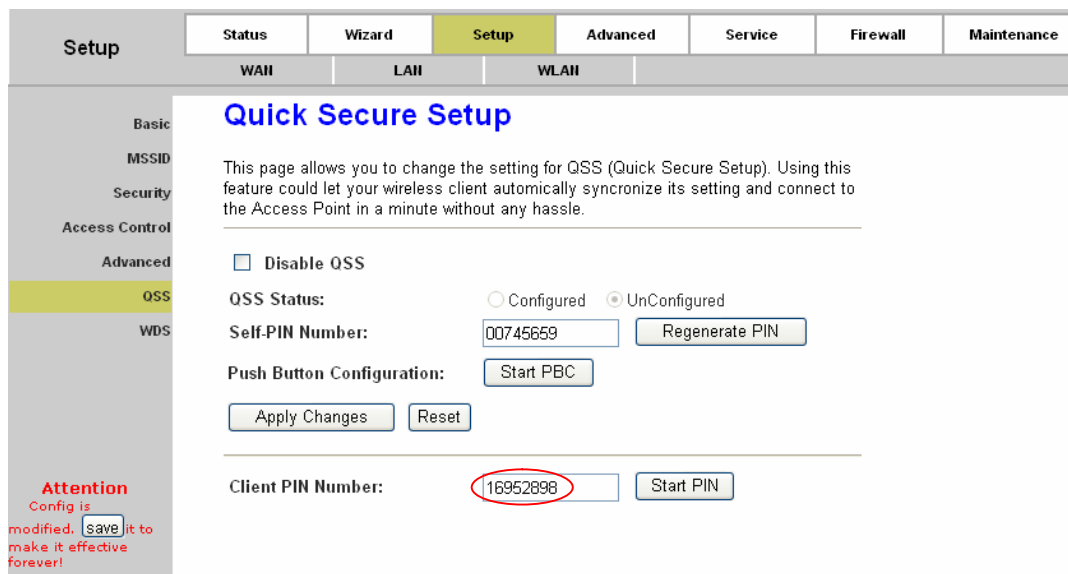 Setup
Status Wizard Setup Advanced Service Firewall Maintenance
WAN LAN WLAN
Basic
MSSID
Security
Access Control
Advanced
QSS
WDS
Attention
Config is
modified. save it to
make it effective
forever!
Quick Secure Setup
This page allows you to change the setting for QSS (Quick Secure Setup). Using this
feature could let your wireless client automically syncronize its setting and connect to
the Access Point in a minute without any hassle.
Disable QSS
QSS Status: Configured UnConfigured
Self-PIN Number: 00745659 Regenerate PIN
Push Button Configuration: Start PBC
Apply Changes Reset
Client PIN Number: 16952898 Start PIN